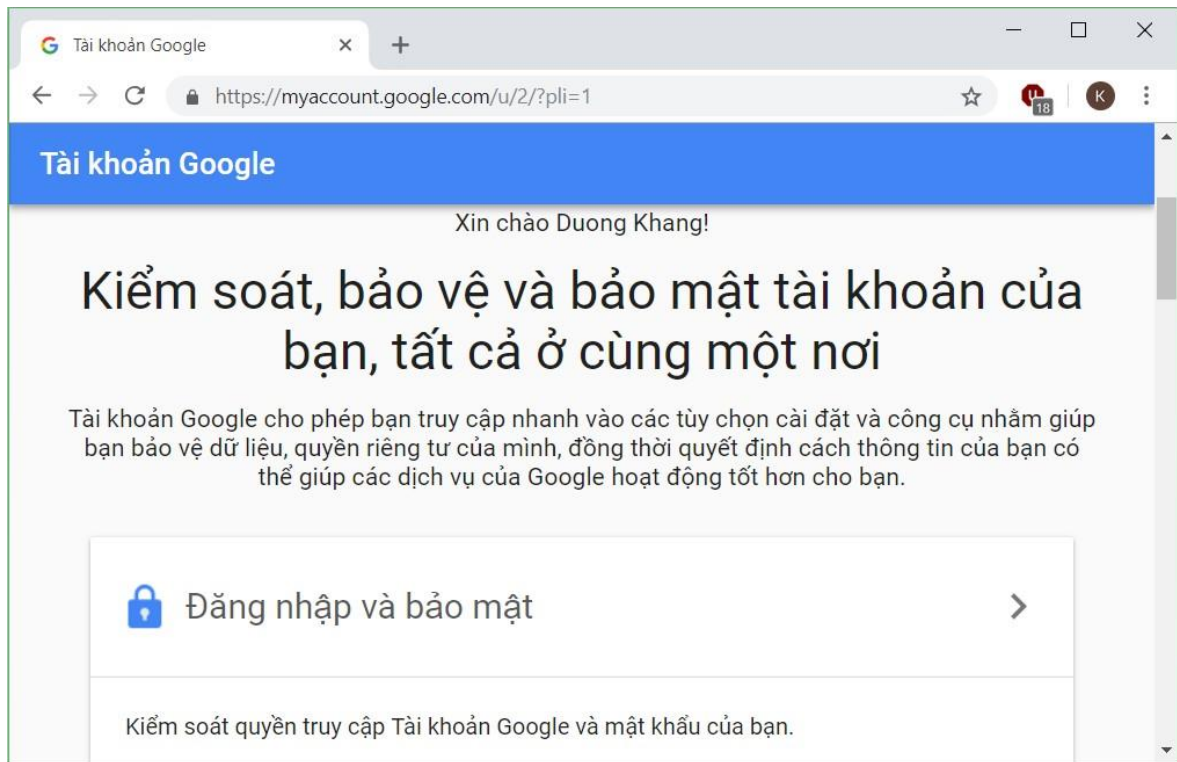 Tài khoản Google
https://myaccount.google.com/u/2/?pli=1
18
K
Tài khoản Google
Xin chào Duong Khang!
Kiểm soát, bảo vệ và bảo mật tài khoản của
bạn, tất cả ở cùng một nơi
Tài khoản Google cho phép bạn truy cập nhanh vào các tùy chọn cài đặt và công cụ nhằm giúp
bạn bảo vệ dữ liệu, quyền riêng tư của mình, đồng thời quyết định cách thông tin của bạn có
thể giúp các dịch vụ của Google hoạt động tốt hơn cho bạn.
Đăng nhập và bảo mật
Kiểm soát quyền truy cập Tài khoản Google và mật khẩu của bạn.